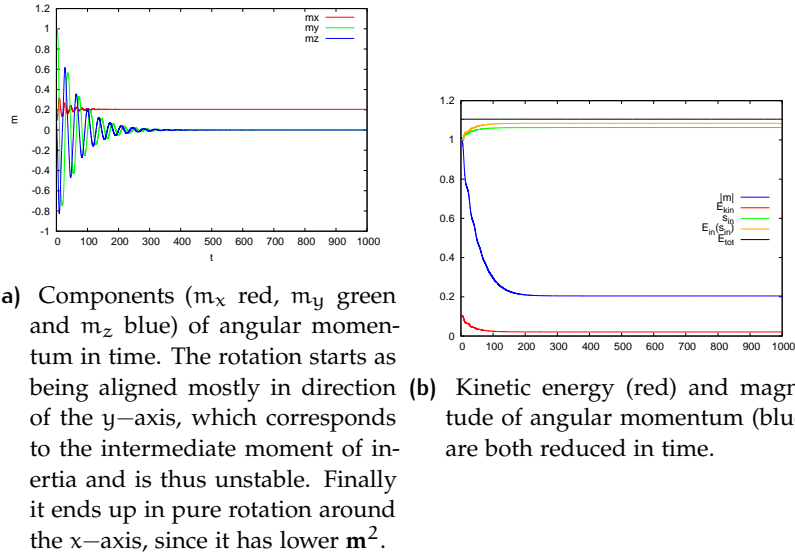 1.2
1
0.8
0.6
0.4
0.2
0
-0.2
-0.4
-0.6
-0.8
-1
m
mx
my
mz
0 100 200 300 400 500 600 700 800 900 1000
t
a) Components (mx red, my green
and mz blue) of angular momen-
tum in time. The rotation starts as
being aligned mostly in direction
of the y−axis, which corresponds
to the intermediate moment of in-
ertia and is thus unstable. Finally
it ends up in pure rotation around
the x−axis, since it has lower m².
1.2
1
0.8
0.6
0.4
0.2
0
|m|
E_kin
s_in
E_in(s_in)
E_tot
0 100 200 300 400 500 600 700 800 900 1000
(b) Kinetic energy (red) and magn
tude of angular momentum (blu
are both reduced in time.